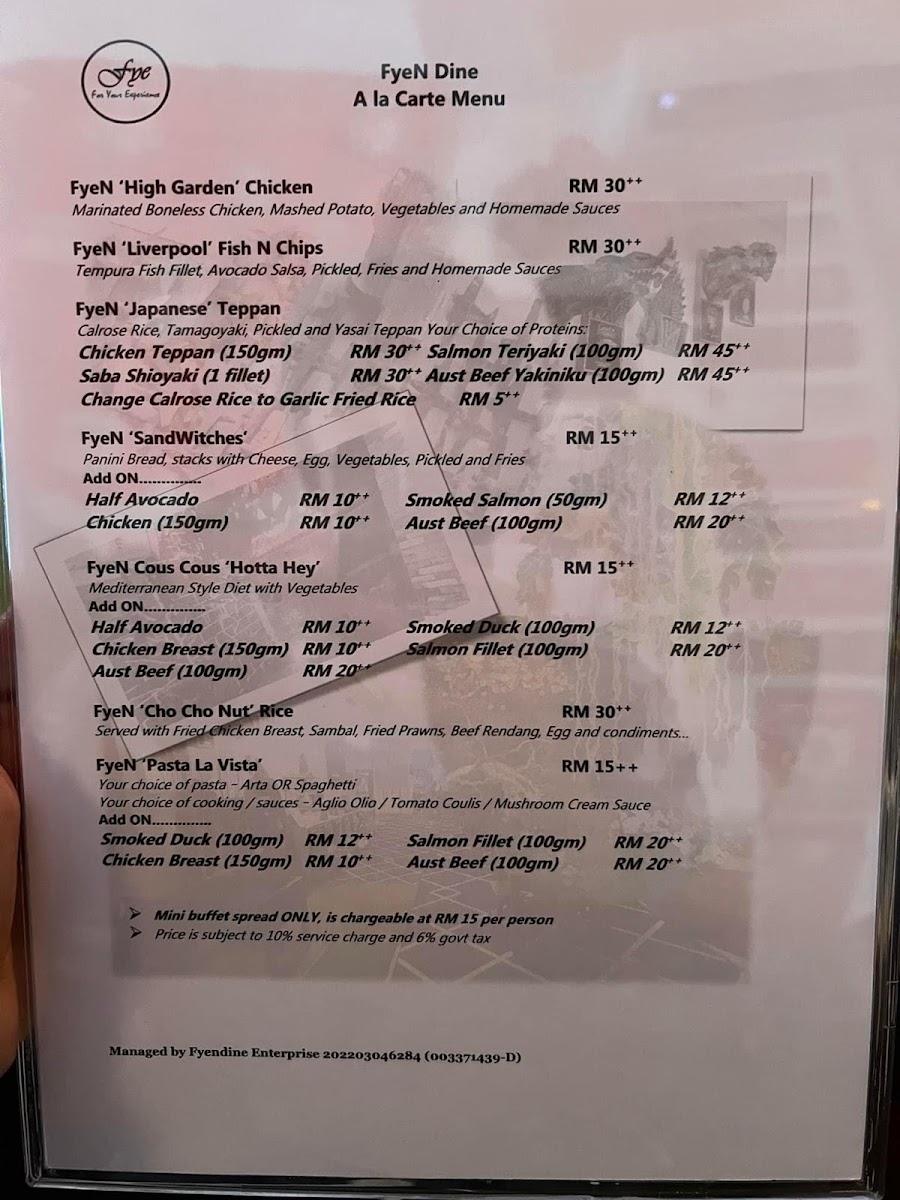 Fye
For Your Experience
FyeN Dine
A la Carte Menu
FyeN ‘High Garden’ Chicken RM 30++
Marinated Boneless Chicken, Mashed Potato, Vegetables and Homemade Sauces
FyeN ‘Liverpool’ Fish N Chips RM 30++
Tempura Fish Fillet, Avocado Salsa, Pickled, Fries and Homemade Sauces
FyeN ‘Japanese’ Teppan
Calrose Rice, Tamagoyaki, Pickled and Yasai Teppan Your Choice of Proteins:
Chicken Teppan (150gm) RM 30++ Salmon Teriyaki (100gm) RM 45++
Saba Shioyaki (1 fillet) RM 30++ Aust Beef Yakiniku (100gm) RM 45++
Change Calrose Rice to Garlic Fried Rice RM 5++
FyeN ‘SandWitches’ RM 15++
Panini Bread, stacks with Cheese, Egg, Vegetables, Pickled and Fries
Add ON..............
Half Avocado RM 10++ Smoked Salmon (50gm) RM 12++
Chicken (150gm) RM 10++ Aust Beef (100gm) RM 20++
FyeN Cous Cous ‘Hotta Hey’ RM 15++
Mediterranean Style Diet with Vegetables
Add ON..............
Half Avocado RM 10++ Smoked Duck (100gm) RM 12++
Chicken Breast (150gm) RM 10++ Salmon Fillet (100gm) RM 20++
Aust Beef (100gm) RM 20++
FyeN ‘Cho Cho Nut’ Rice RM 30++
Served with Fried Chicken Breast, Sambal, Fried Prawns, Beef Rendang, Egg and condiments...
FyeN ‘Pasta La Vista’ RM 15++
Your choice of pasta – Arta OR Spaghetti
Your choice of cooking / sauces – Aglio Olio / Tomato Coulis / Mushroom Cream Sauce
Add ON..............
Smoked Duck (100gm) RM 12++ Salmon Fillet (100gm) RM 20++
Chicken Breast (150gm) RM 10++ Aust Beef (100gm) RM 20++
➢ Mini buffet spread ONLY, is chargeable at RM 15 per person
➢ Price is subject to 10% service charge and 6% govt tax
Managed by Fyendine Enterprise 202203046284 (003371439-D)